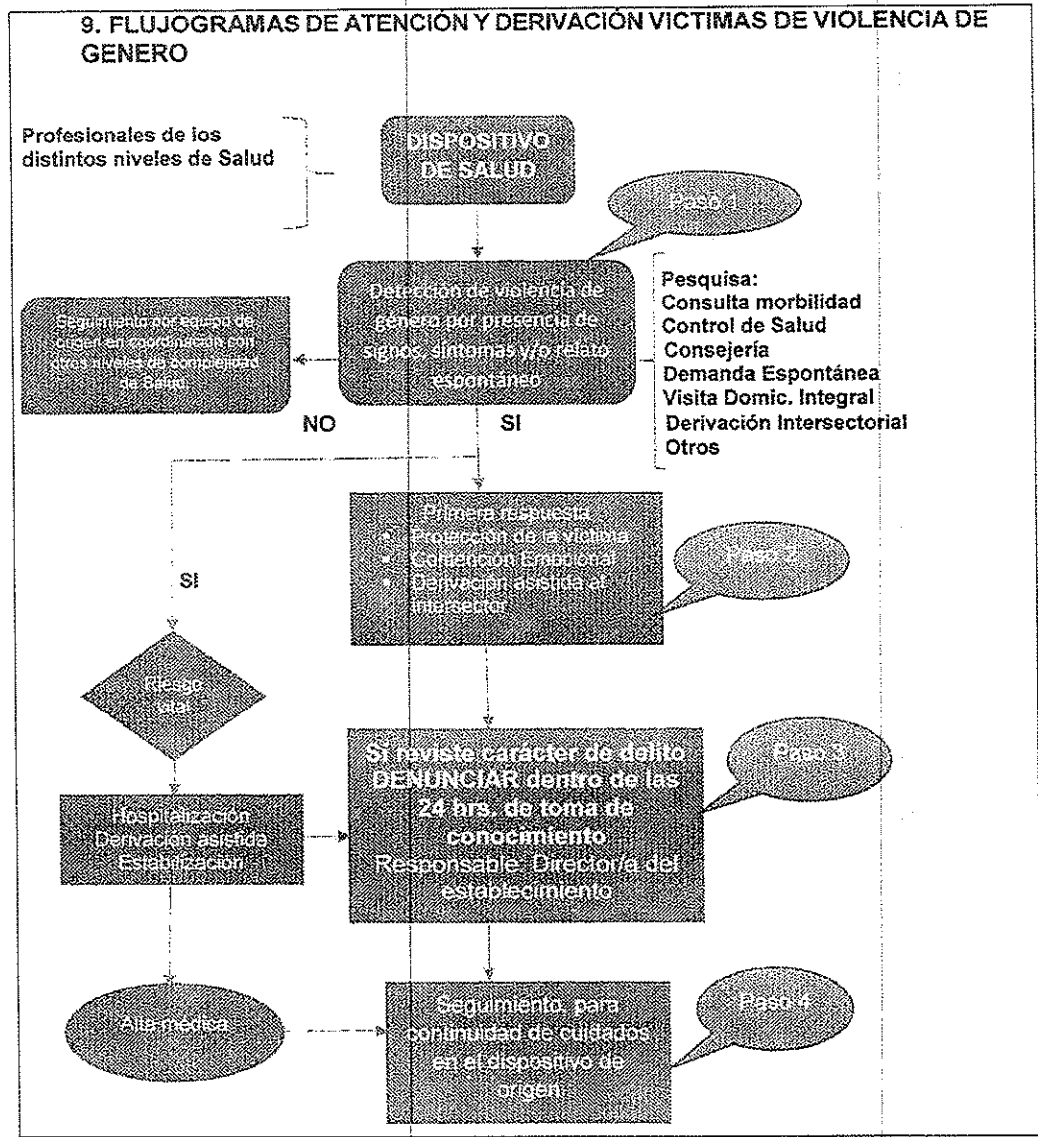 9. FLUJOGRAMAS DE ATENCIÓN Y DERIVACIÓN VICTIMAS DE VIOLENCIA DE
GENERO
Profesionales de los
distintos niveles de Salud
DISPOSITIVO
DE SALUD
Paso 1
Detección de violencia de
género por presencia de
signos, síntomas y/o relato
espontáneo
Pesquisa:
Consulta morbilidad
Control de Salud
Consejería
Demanda Espontánea
Visita Domic. Integral
Derivación Intersectorial
Otros
Seguimiento por equipo de
origen en coordinación con
otros niveles de complejidad
de Salud.
NO
SI
Primera respuesta
• Protección de la víctima
• Contención Emocional
• Derivación asistida al
intersector
Paso 2
SI
Riesgo
vital
Si reviste carácter de delito
DENUNCIAR dentro de las
24 hrs. de toma de
conocimiento
Responsable: Director/a del
establecimiento
Paso 3
Hospitalización
Derivación asistida
Estabilización
Alta médica
Seguimiento, para
continuidad de cuidados
en el dispositivo de
origen
Paso 4